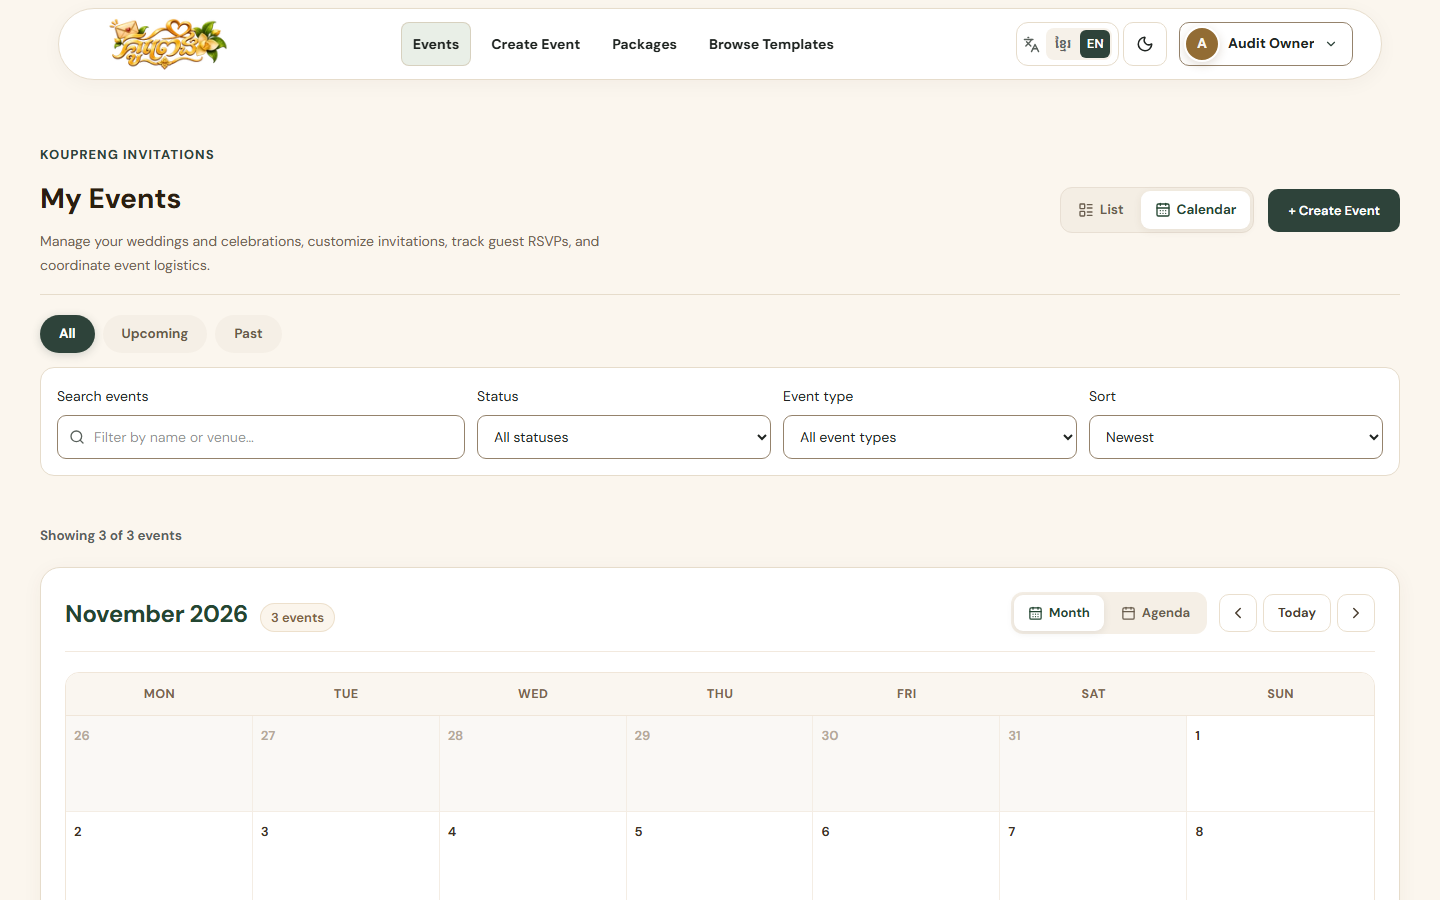 គូព្រេង
Events
Create Event
Packages
Browse Templates
ខ្មែរ
EN
A
Audit Owner
KOUPRENG INVITATIONS
My Events
Manage your weddings and celebrations, customize invitations, track guest RSVPs, and
coordinate event logistics.
List
Calendar
+ Create Event
All
Upcoming
Past
Search events
Status
Event type
Sort
Filter by name or venue...
All statuses
All event types
Newest
Showing 3 of 3 events
November 2026
3 events
Month
Agenda
Today
MON TUE WED THU FRI SAT SUN
26 27 28 29 30 31 1
2 3 4 5 6 7 8